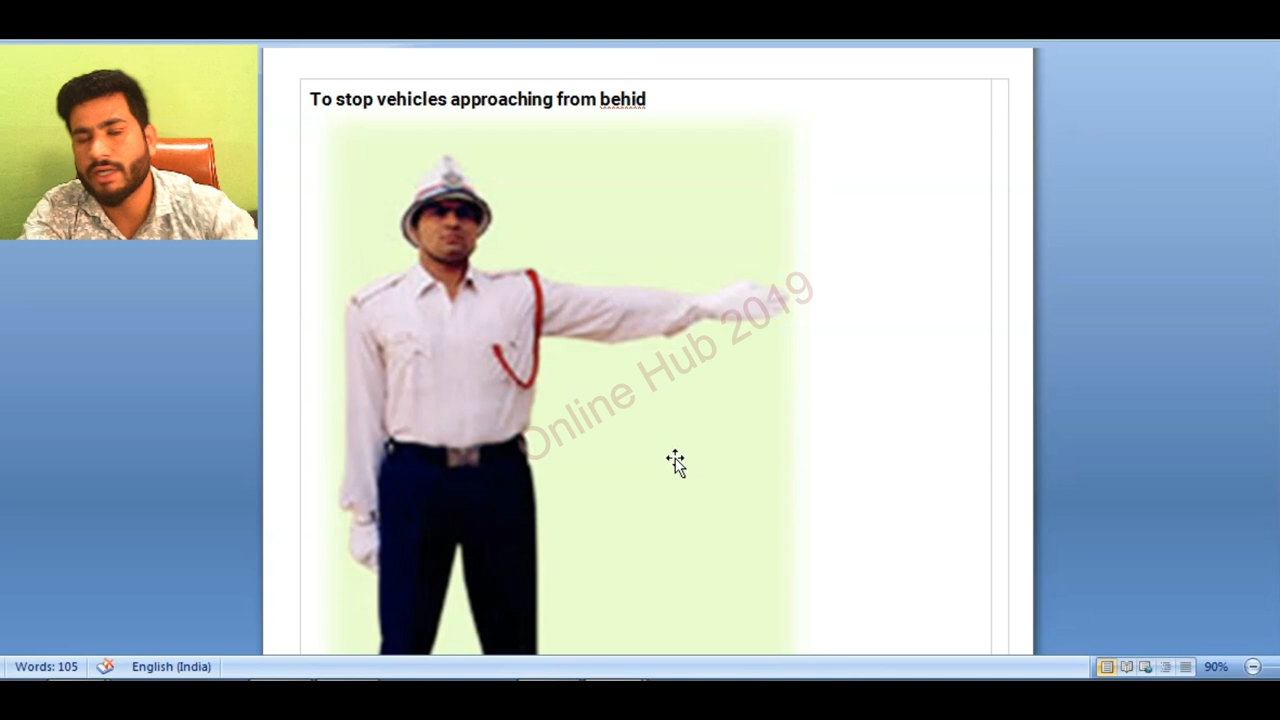 To stop vehicles approaching from behid
Online Hub 2019
Words: 105
English (India)
90%